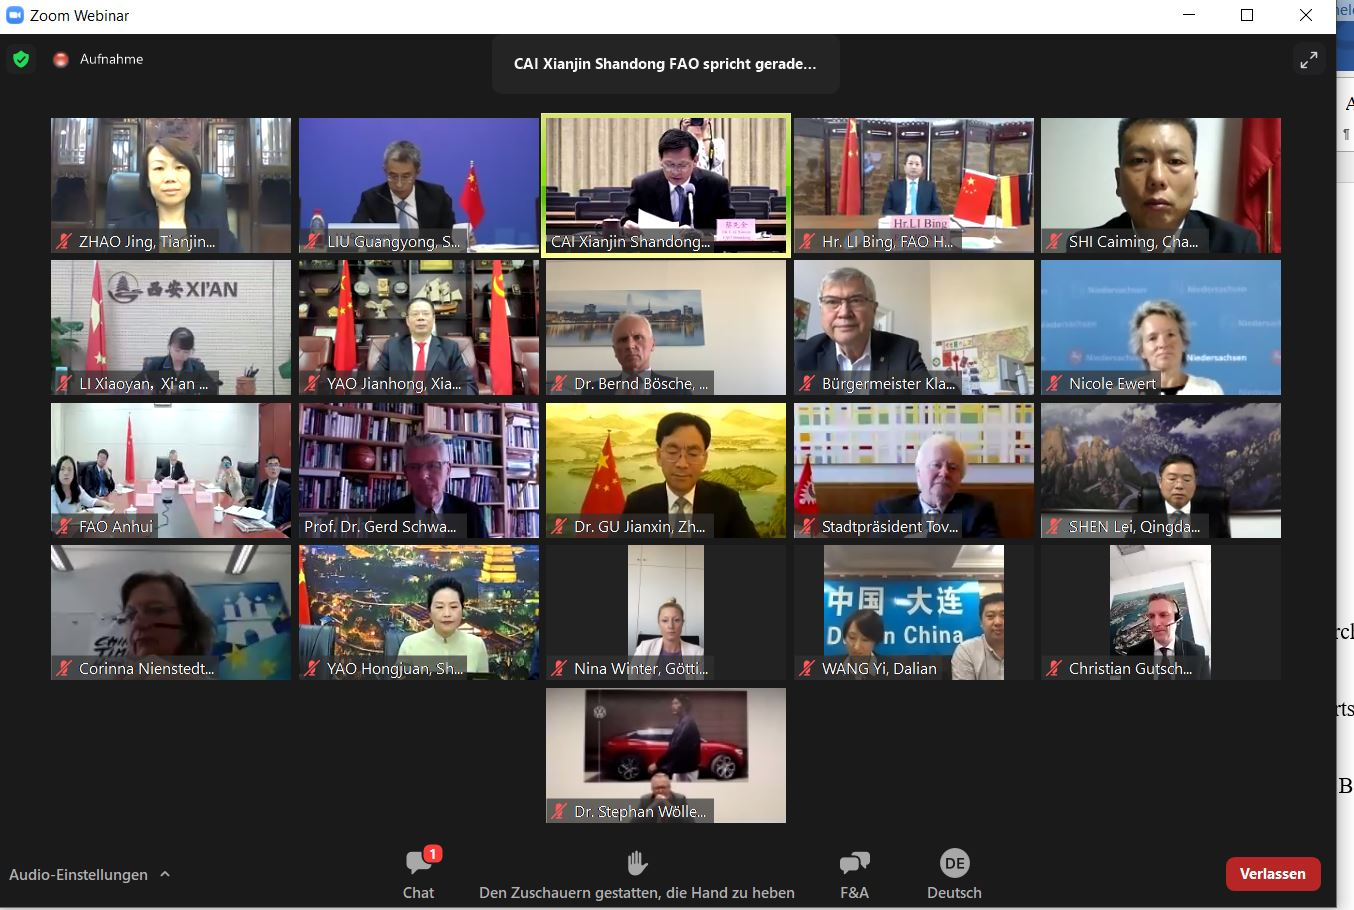 Zoom Webinar
Aufnahme
CAI Xianjin Shandong FAO spricht gerade...
ZHAO Jing, Tianjin...
LIU Guangyong, S...
CAI Xianjin Shandong...
Hr.LI Bing
Hr. LI Bing, FAO H...
SHI Caiming, Cha...
西安XI'AN
LI Xiaoyan, Xi'an ...
YAO Jianhong, Xia...
Dr. Bernd Bösche, ...
Bürgermeister Kla...
Niedersachsen
Niedersachsen
Nicole Ewert
FAO Anhui
Prof. Dr. Gerd Schwa...
Dr. GU Jianxin, Zh...
Stadtpräsident Tov...
SHEN Lei, Qingda...
Corinna Nienstedt...
YAO Hongjuan, Sh...
Nina Winter, Götti...
中国 大连
China
WANG Yi, Dalian
Christian Gutsch...
Dr. Stephan Wölle...
1
DE
Audio-Einstellungen
Chat
Den Zuschauern gestatten, die Hand zu heben
F&A
Deutsch
Verlassen